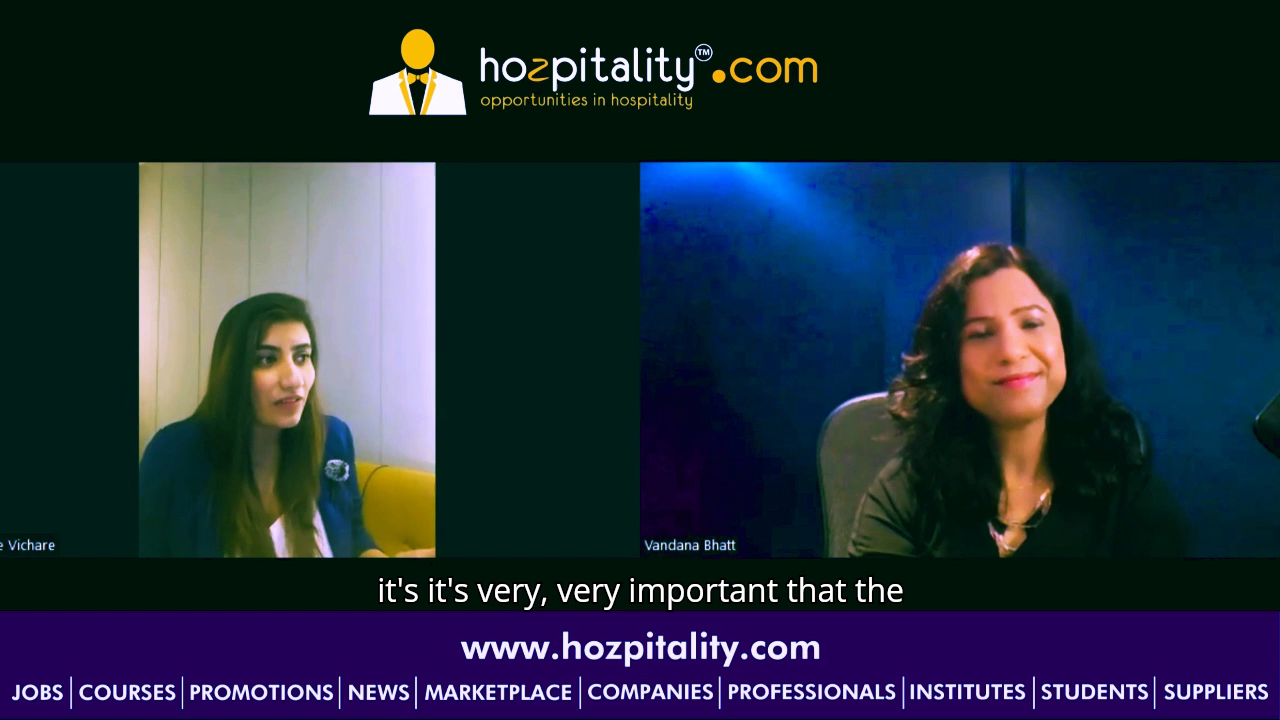 hozpitality™.com
opportunities in hospitality
e Vichare
Vandana Bhatt
it's it's very, very important that the
www.hozpitality.com
JOBS | COURSES | PROMOTIONS | NEWS | MARKETPLACE | COMPANIES | PROFESSIONALS | INSTITUTES | STUDENTS | SUPPLIERS